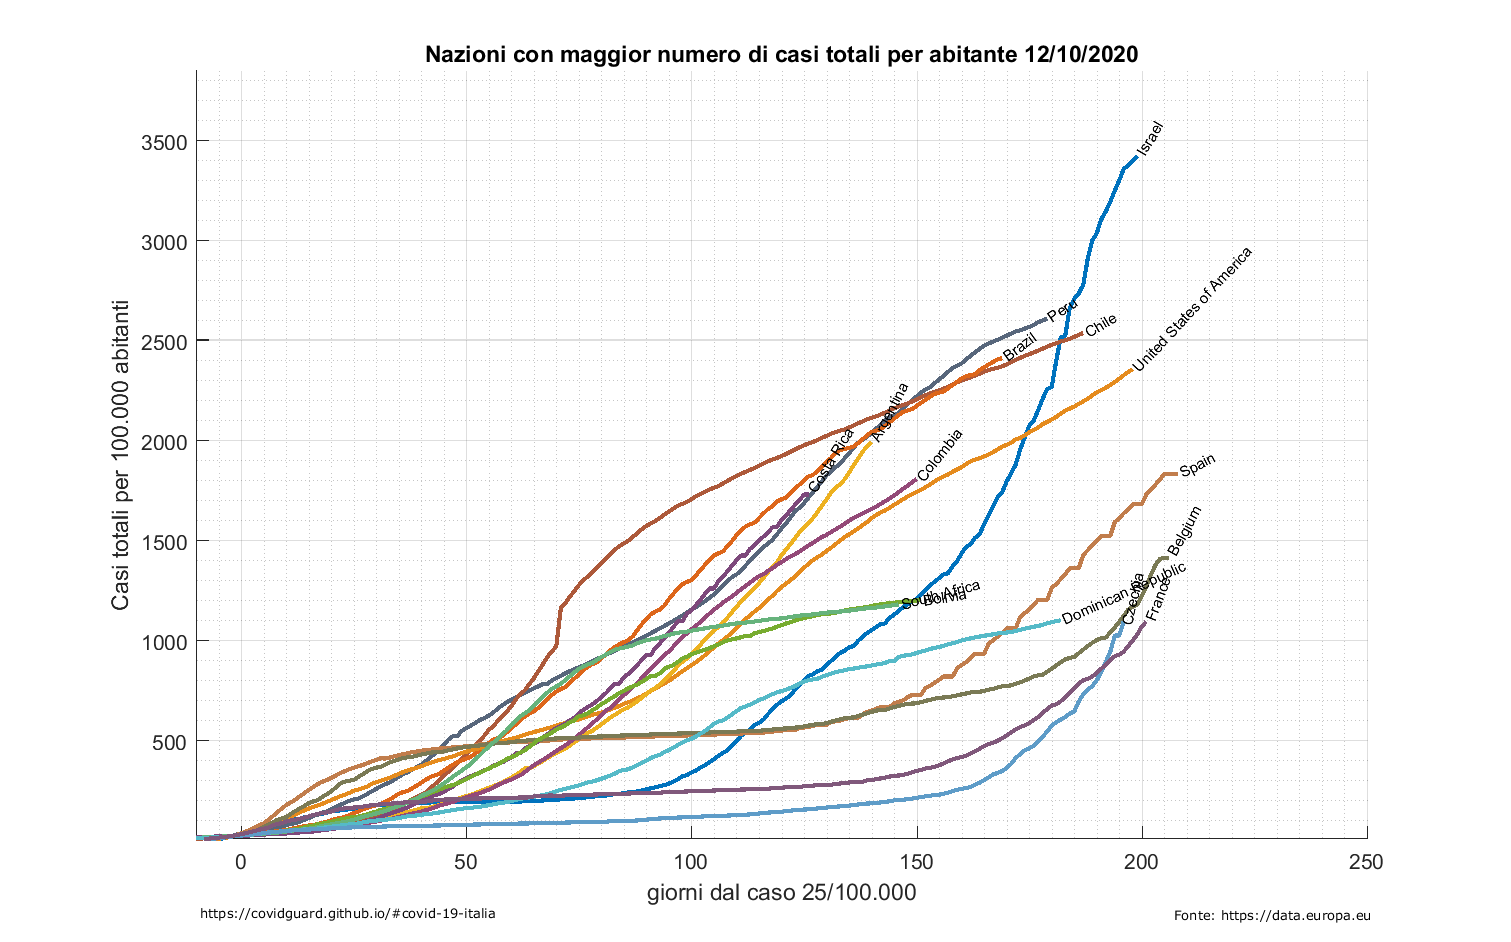 Nazioni con maggior numero di casi totali per abitante 12/10/2020
Casi totali per 100.000 abitanti
3500
3000
2500
2000
1500
1000
500
Israel
United States of America
Peru
Chile
Brazil
Argentina
Costa Rica
Colombia
Spain
Belgium
Dominican Republic
Czechia
France
South Africa
Bolivia
0
50
100
150
200
250
giorni dal caso 25/100.000
https://covidguard.github.io/#covid-19-italia
Fonte: https://data.europa.eu